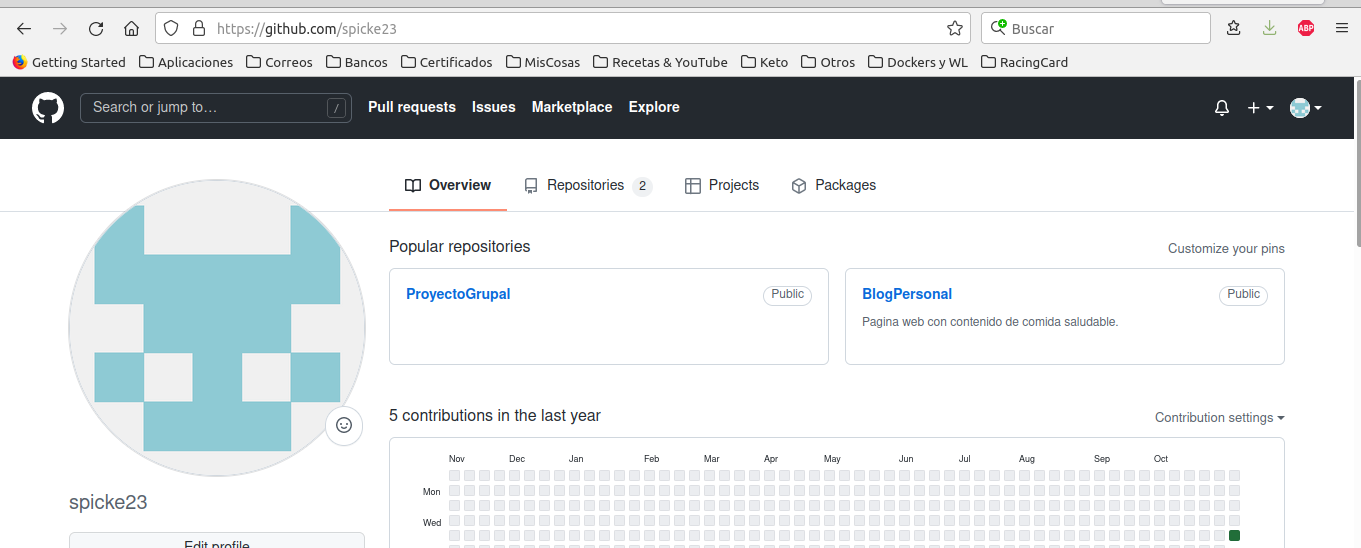 https://github.com/spicke23
Buscar
ABP
Getting Started Aplicaciones Correos Bancos Certificados MisCosas Recetas & YouTube Keto Otros Dockers y WL RacingCard
Search or jump to… / Pull requests Issues Marketplace Explore
Overview Repositories 2 Projects Packages
Popular repositories Customize your pins
ProyectoGrupal Public BlogPersonal Public
Pagina web con contenido de comida saludable.
5 contributions in the last year Contribution settings
Nov Dec Jan Feb Mar Apr May Jun Jul Aug Sep Oct
Mon
spicke23
Wed
Edit profile